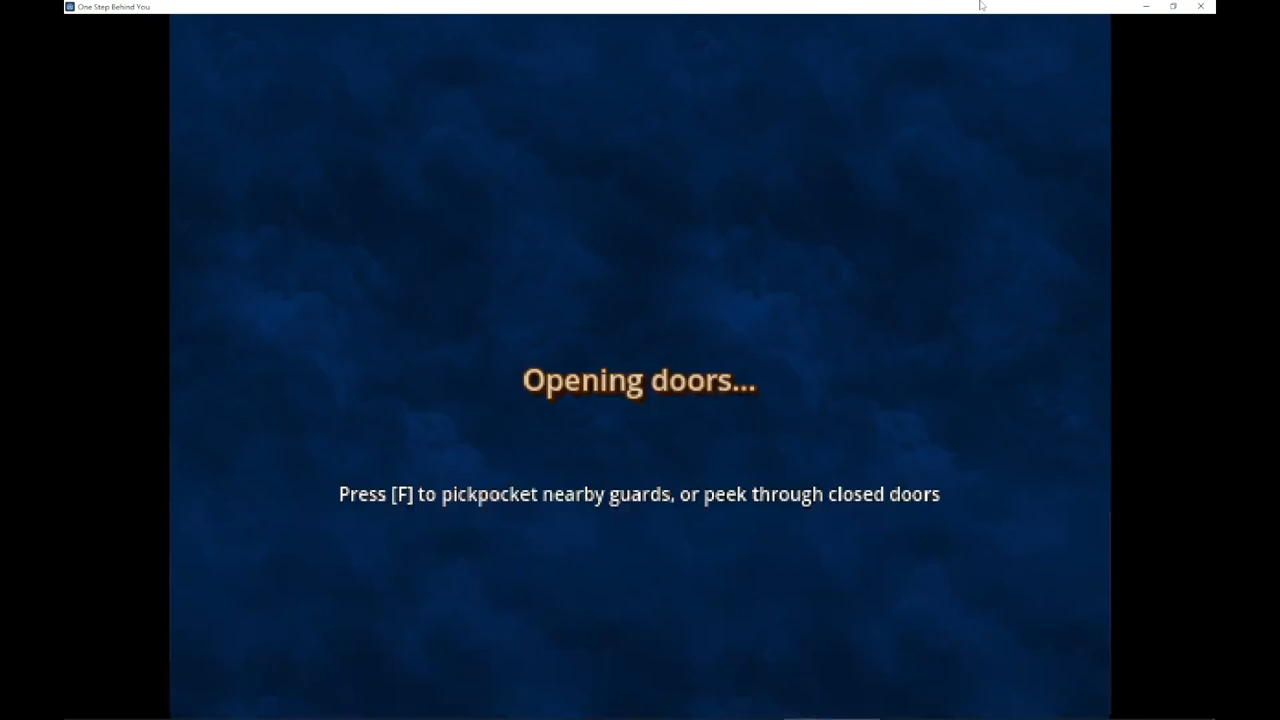 One Step Behind You
Opening doors...
Press [F] to pickpocket nearby guards, or peek through closed doors